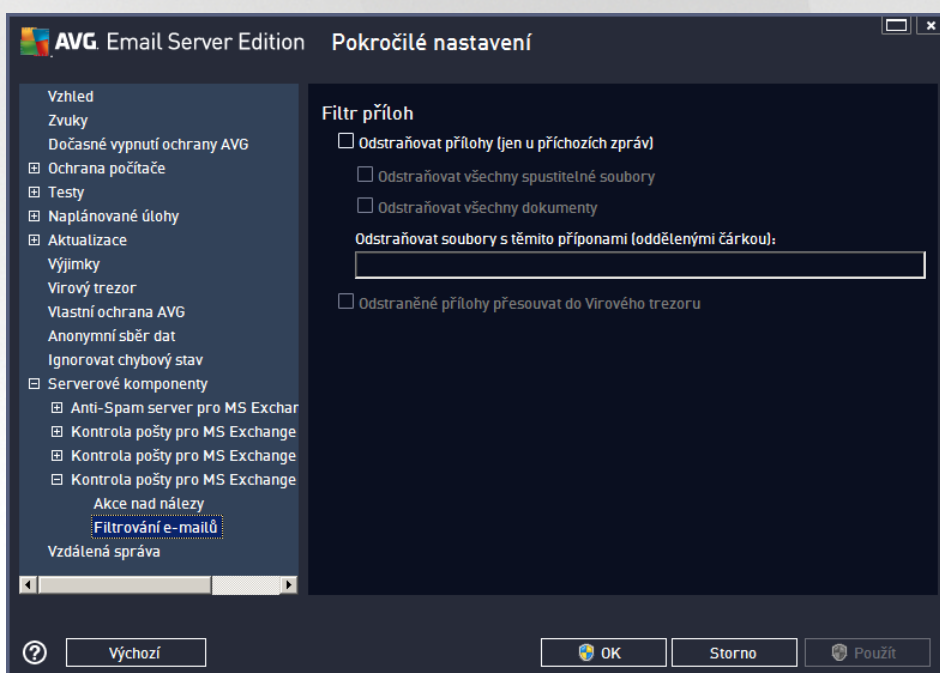 AVG. Email Server Edition Pokročilé nastavení
Vzhled
Zvuky
Dočasné vypnutí ochrany AVG
Ochrana počítače
Testy
Naplánované úlohy
Aktualizace
Výjimky
Virový trezor
Vlastní ochrana AVG
Anonymní sběr dat
Ignorovat chybový stav
Serverové komponenty
Anti-Spam server pro MS Exchar
Kontrola pošty pro MS Exchange
Kontrola pošty pro MS Exchange
Kontrola pošty pro MS Exchange
Akce nad nálezy
Filtrování e-mailů
Vzdálená správa
Filtr příloh
Odstraňovat přílohy (jen u příchozích zpráv)
Odstraňovat všechny spustitelné soubory
Odstraňovat všechny dokumenty
Odstraňovat soubory s těmito příponami (oddělenými čárkou):
Odstraněné přílohy přesouvat do Virového trezoru
? Výchozí OK Storno Použít